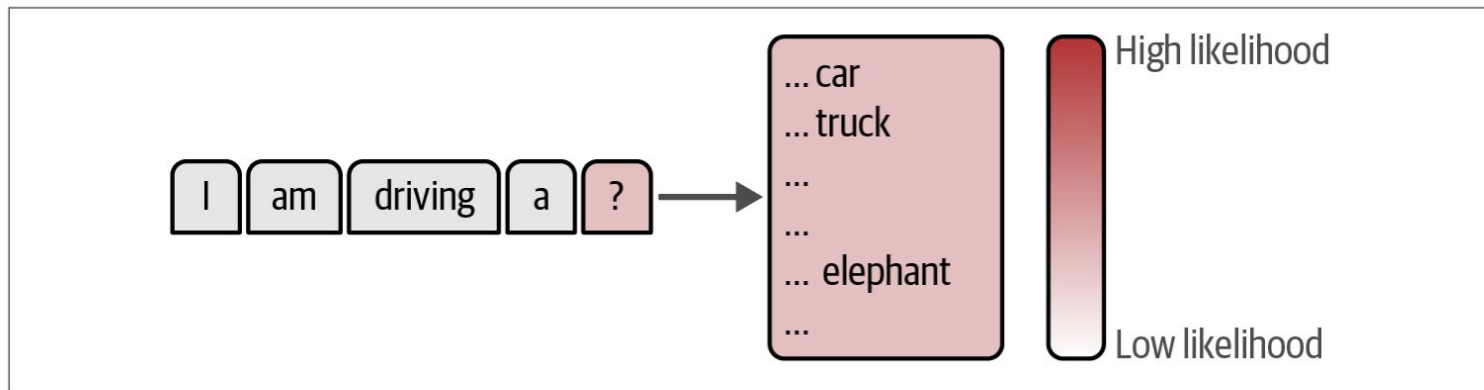 I am driving a ?
... car
... truck
...
...
... elephant
...
High likelihood
Low likelihood